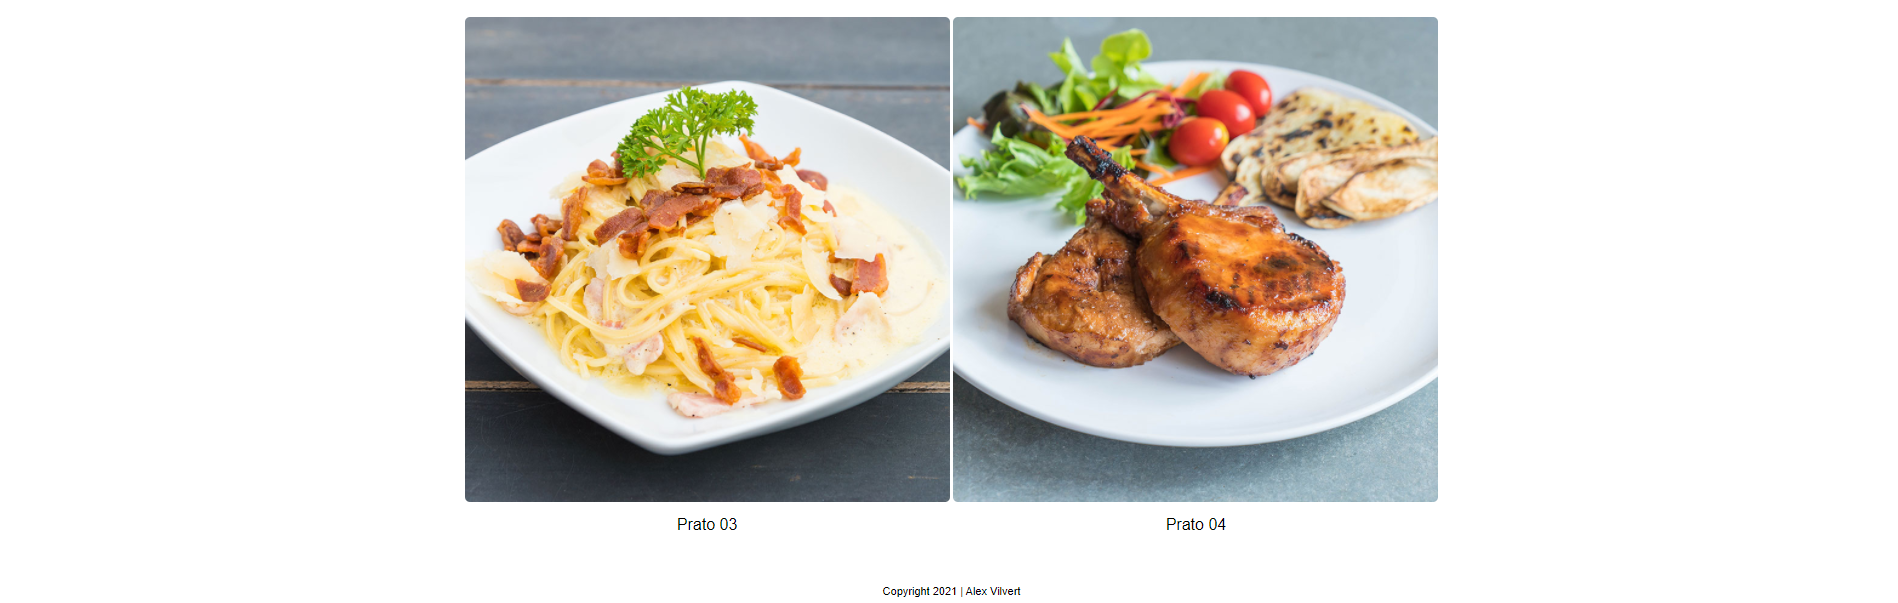 Prato 03
Prato 04
Copyright 2021 | Alex Vilvert